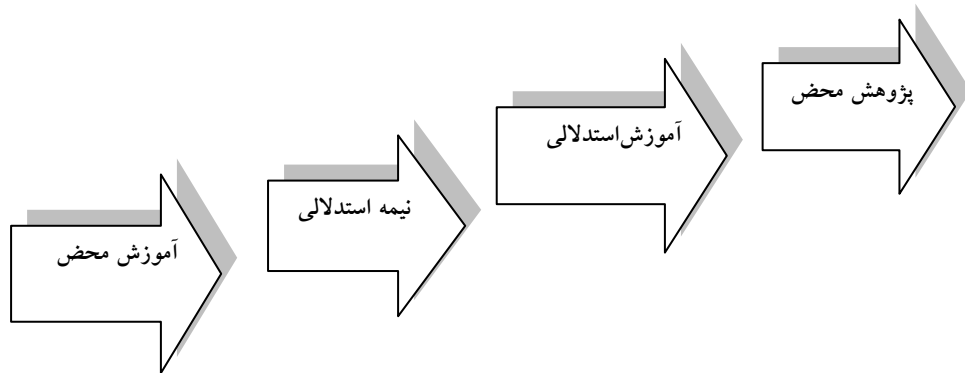 آموزش محض
نیمه استدلالی
آموزش استدلالی
پژوهش محض